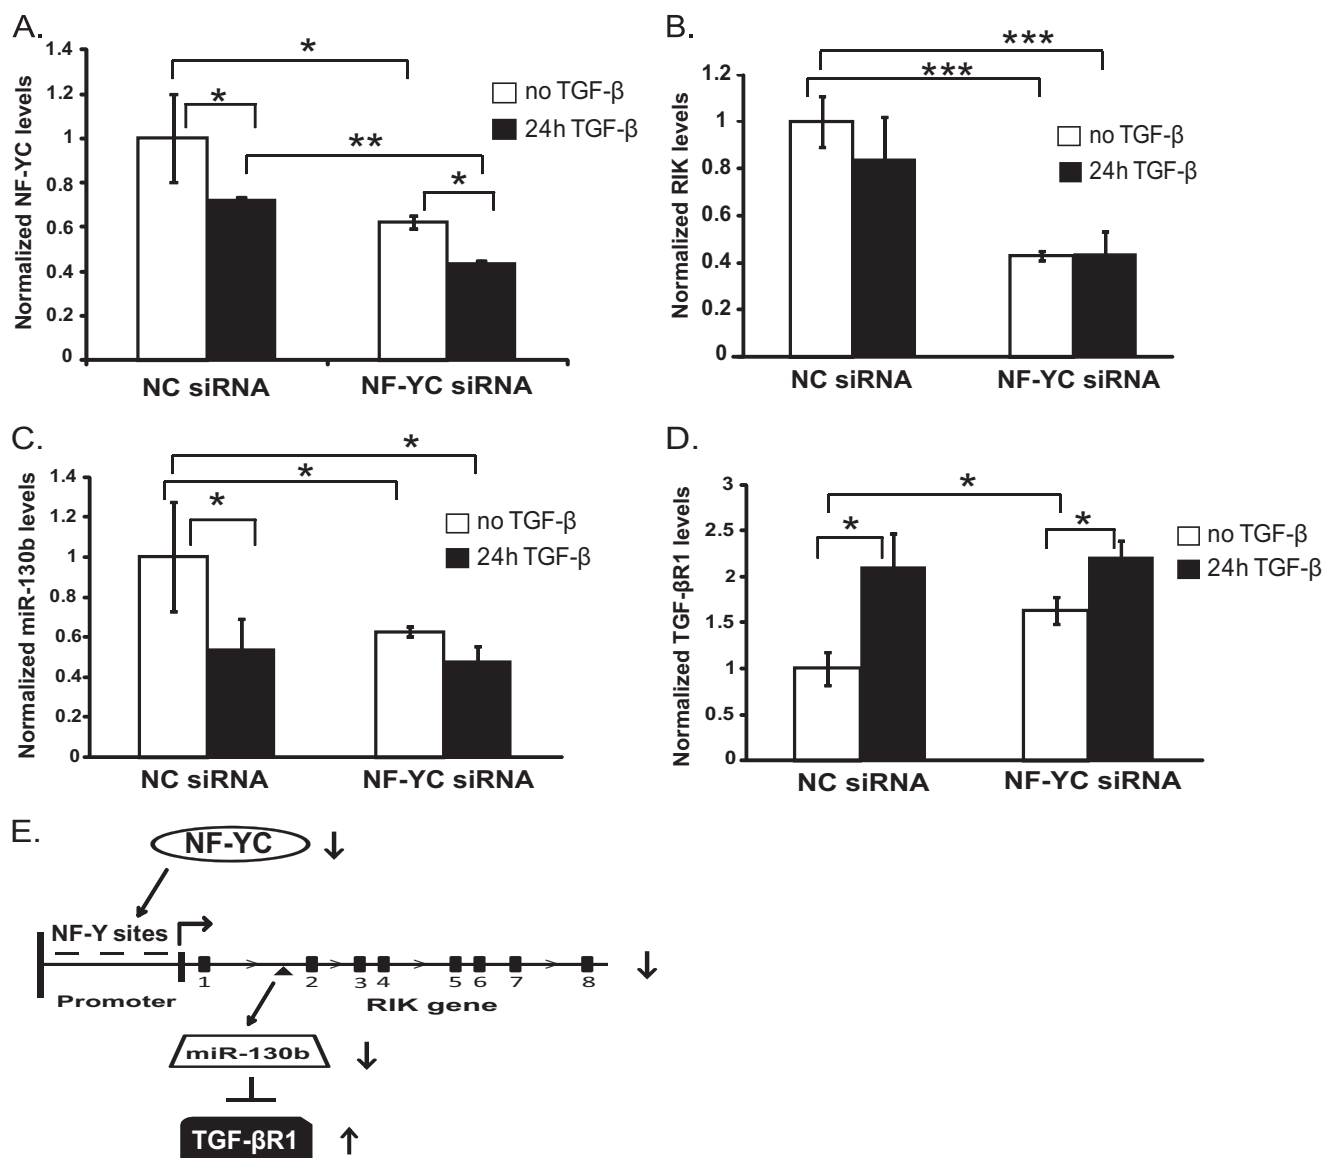 A.
Normalized NF-YC levels
1.4
1.2
1
0.8
0.6
0.4
0.2
0
*
*
**
*
no TGF-β
24h TGF-β
NC siRNA
NF-YC siRNA
B.
Normalized RIK levels
1.2
1
0.8
0.6
0.4
0.2
0
***
***
no TGF-β
24h TGF-β
NC siRNA
NF-YC siRNA
C.
Normalized miR-130b levels
1.4
1.2
1
0.8
0.6
0.4
0.2
0
*
*
*
no TGF-β
24h TGF-β
NC siRNA
NF-YC siRNA
D.
Normalized TGF-βR1 levels
3
2.5
2
1.5
1
0.5
0
*
*
*
no TGF-β
24h TGF-β
NC siRNA
NF-YC siRNA
E.
NF-YC ↓
NF-Y sites
1 2 3 4 5 6 7 8 ↓
Promoter RIK gene
miR-130b ↓
TGF-βR1 ↑